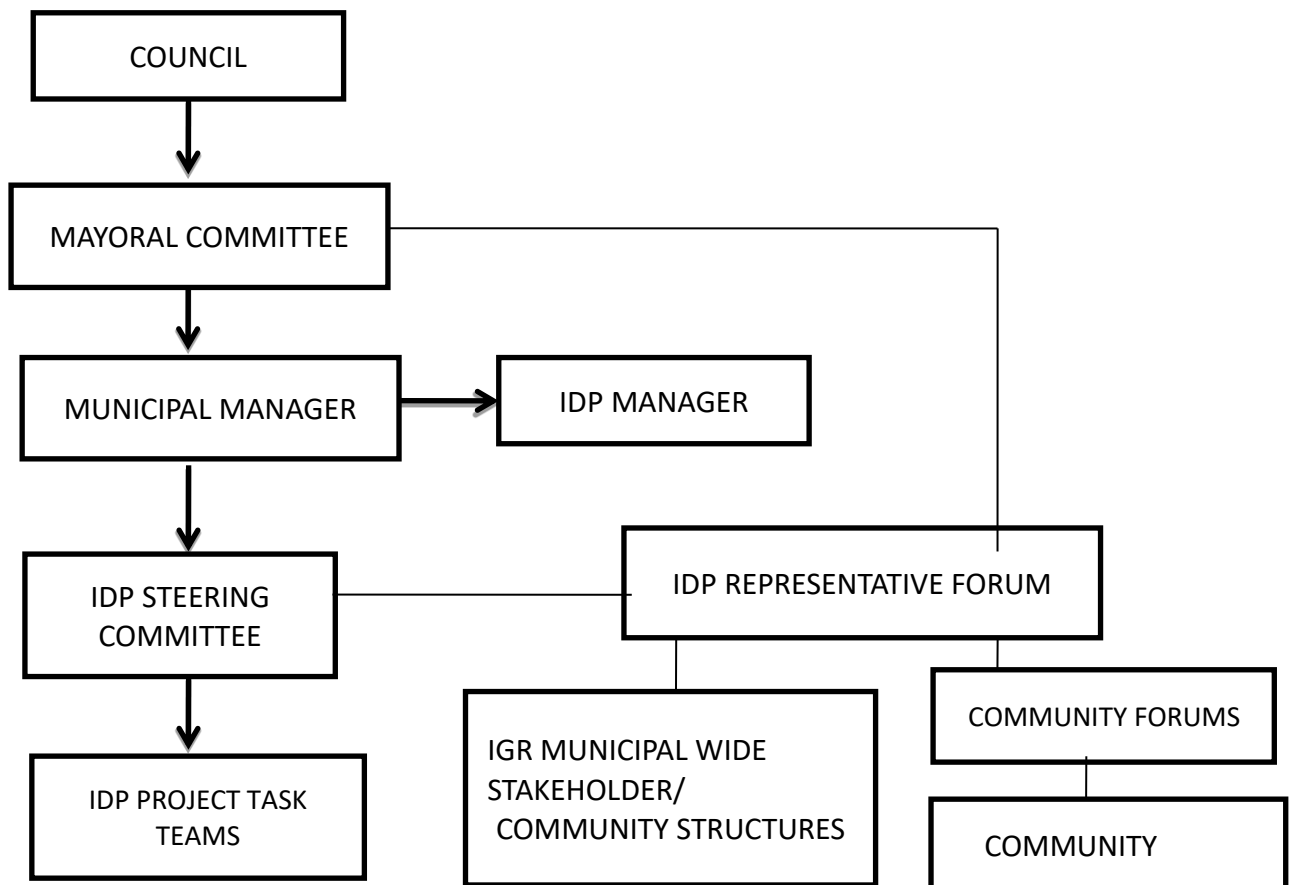 COUNCIL
MAYORAL COMMITTEE
MUNICIPAL MANAGER
IDP MANAGER
IDP STEERING
COMMITTEE
IDP REPRESENTATIVE FORUM
IDP PROJECT TASK
TEAMS
IGR MUNICIPAL WIDE
STAKEHOLDER/
COMMUNITY STRUCTURES
COMMUNITY FORUMS
COMMUNITY